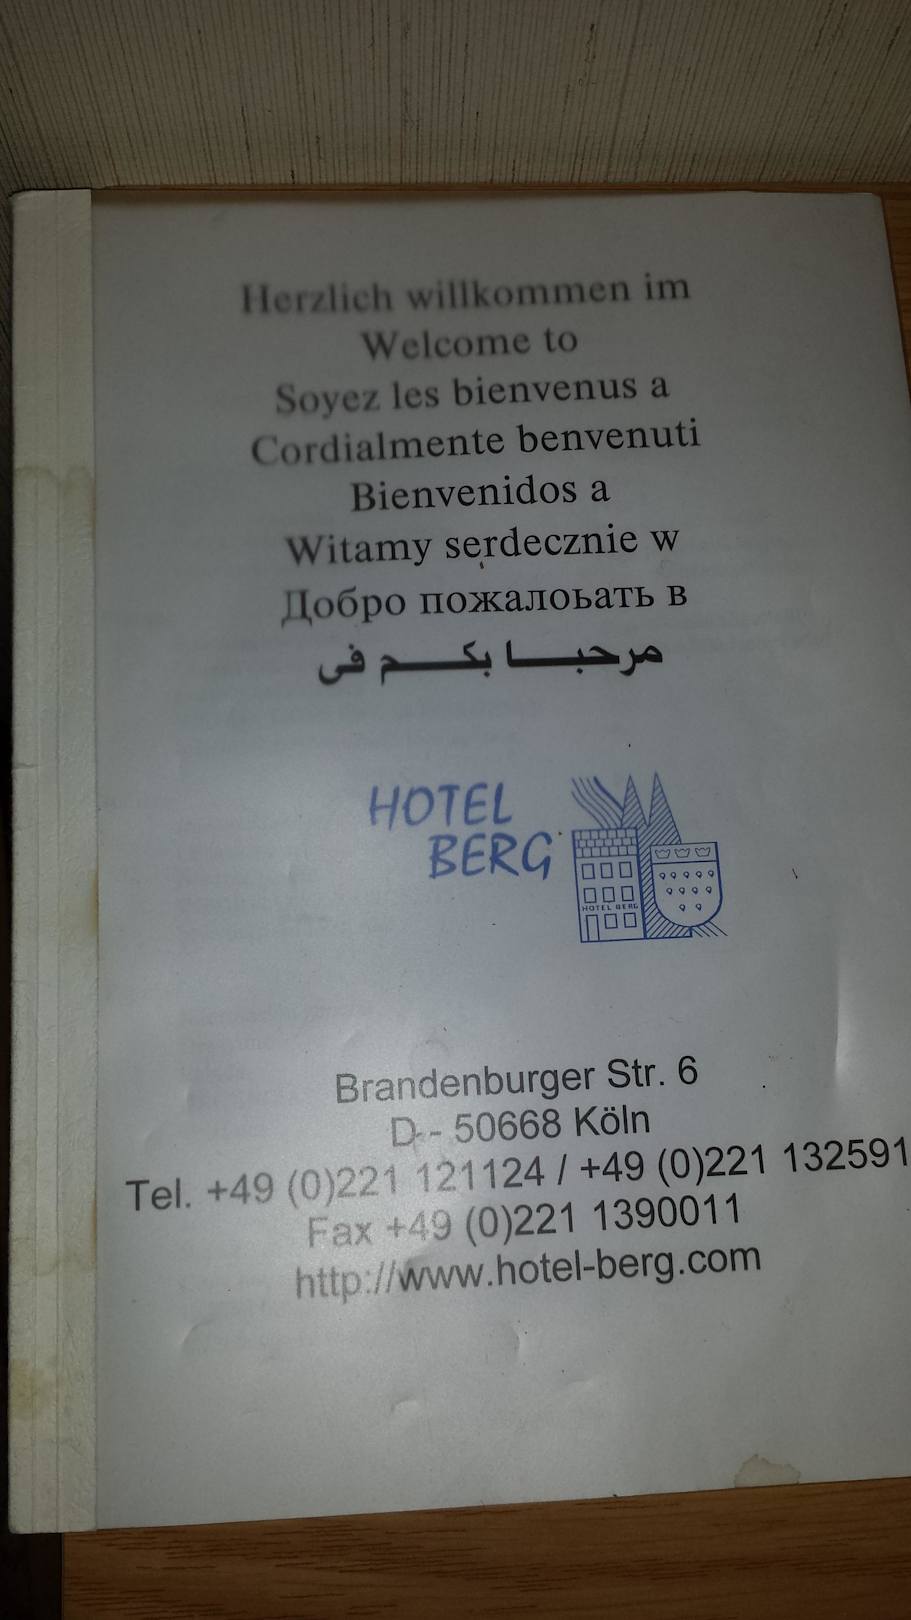 Herzlich willkommen im
Welcome to
Soyez les bienvenus a
Cordialmente benvenuti
Bienvenidos a
Witamy serdecznie w
Добро пожалоьать в
مرحبا بكم فى
HOTEL
BERG
HOTEL BERG
Brandenburger Str. 6
D - 50668 Köln
Tel. +49 (0)221 121124 / +49 (0)221 132591
Fax +49 (0)221 1390011
http://www.hotel-berg.com